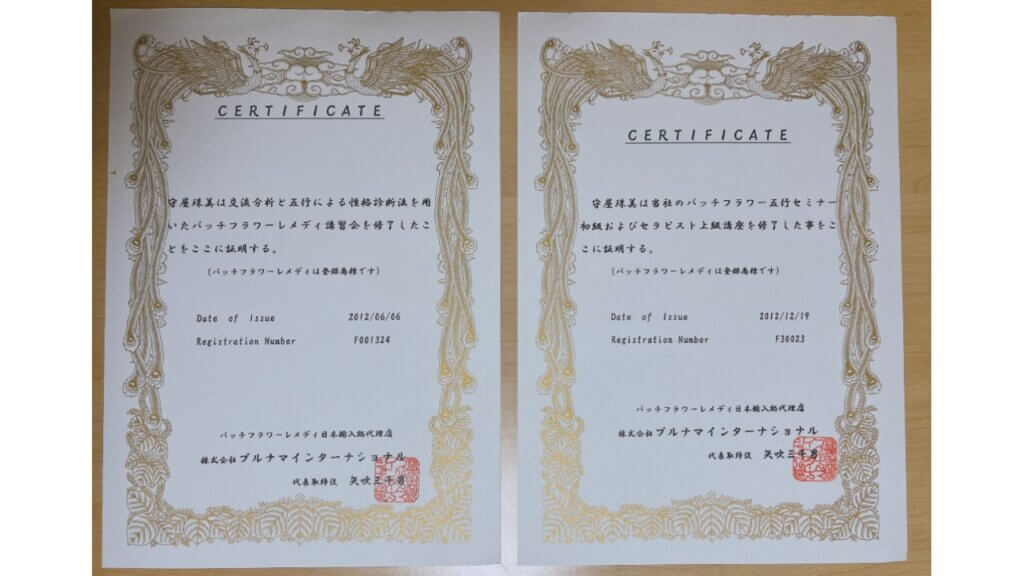 CERTIFICATE
守屋珠美は交流分析と五行による性格診断法を用
いたバッチフラワーレメディ講習会を修了したこ
とをここに証明する。
(バッチフラワーレメディは登録商標です)
Date of Issue 2012/06/06
Registration Number F001324
バッチフラワーレメディ日本輸入総代理店
株式会社プルナマインターナショナル
代表取締役 矢吹三千男
CERTIFICATE
守屋珠美は当社のバッチフラワー五行セミナー
初級およびセラピスト上級講座を修了した事をこ
こに証明する。
(バッチフラワーレメディは登録商標です)
Date of Issue 2012/12/19
Registration Number F30023
バッチフラワーレメディ日本輸入総代理店
株式会社プルナマインターナショナル
代表取締役 矢吹三千男